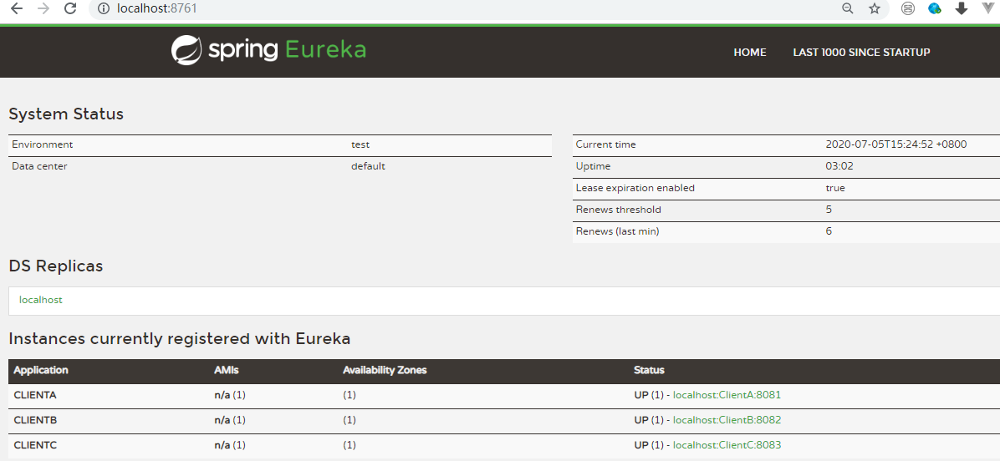 localhost:8761
spring Eureka HOME LAST 1000 SINCE STARTUP
System Status
Environment test
Data center default
Current time 2020-07-05T15:24:52 +0800
Uptime 03:02
Lease expiration enabled true
Renews threshold 5
Renews (last min) 6
DS Replicas
localhost
Instances currently registered with Eureka
Application AMIs Availability Zones Status
CLIENTA n/a (1) (1) UP (1) - localhost:ClientA:8081
CLIENTB n/a (1) (1) UP (1) - localhost:ClientB:8082
CLIENTC n/a (1) (1) UP (1) - localhost:ClientC:8083